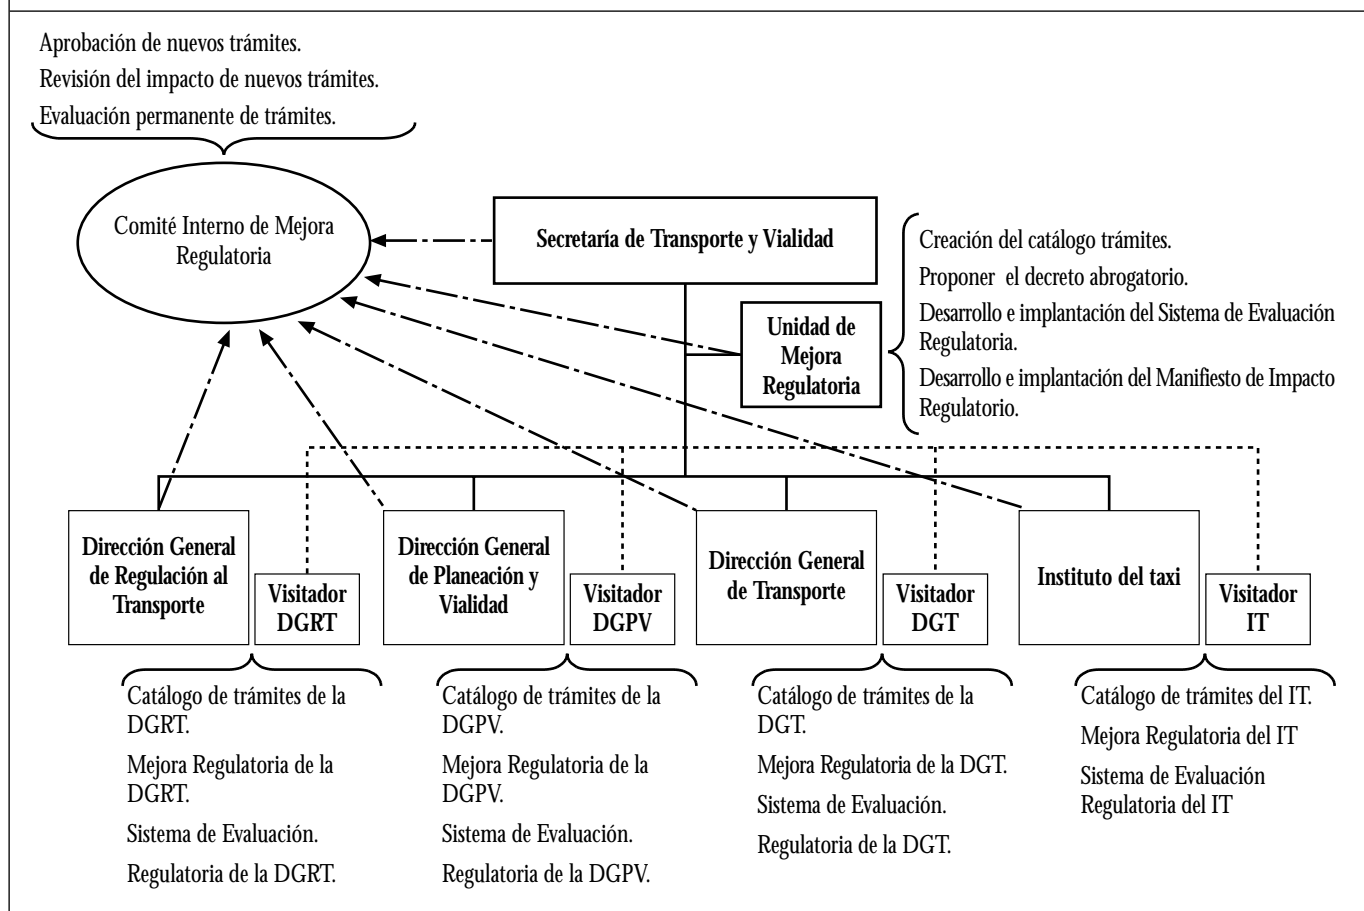 Aprobación de nuevos trámites.
Revisión del impacto de nuevos trámites.
Evaluación permanente de trámites.
Comité Interno de Mejora
Regulatoria
Secretaría de Transporte y Vialidad
Unidad de
Mejora
Regulatoria
Creación del catálogo trámites.
Proponer el decreto abrogatorio.
Desarrollo e implantación del Sistema de Evaluación
Regulatoria.
Desarrollo e implantación del Manifiesto de Impacto
Regulatorio.
Dirección General
de Regulación al
Transporte
Visitador
DGRT
Dirección General
de Planeación y
Vialidad
Visitador
DGPV
Dirección General
de Transporte
Visitador
DGT
Instituto del taxi
Visitador
IT
Catálogo de trámites de la
DGRT.
Mejora Regulatoria de la
DGRT.
Sistema de Evaluación.
Regulatoria de la DGRT.
Catálogo de trámites de la
DGPV.
Mejora Regulatoria de la
DGPV.
Sistema de Evaluación.
Regulatoria de la DGPV.
Catálogo de trámites de la
DGT.
Mejora Regulatoria de la DGT.
Sistema de Evaluación.
Regulatoria de la DGT.
Catálogo de trámites del IT.
Mejora Regulatoria del IT
Sistema de Evaluación
Regulatoria del IT